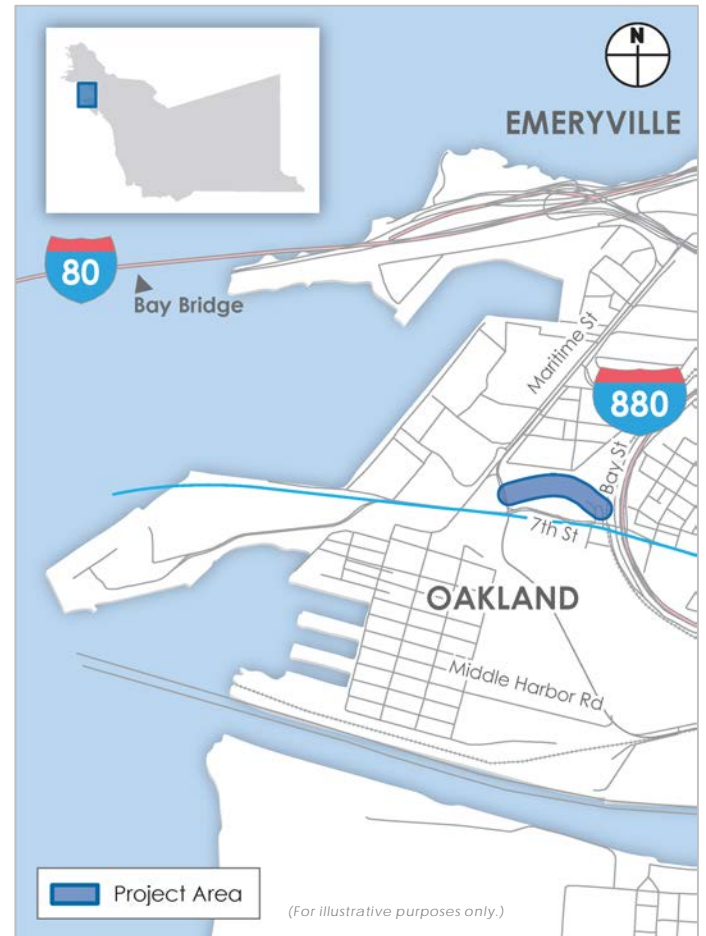 N
EMERYVILLE
80
Bay Bridge
Maritime St
880
Bay St
7th St
OAKLAND
Middle Harbor Rd
Project Area
(For illustrative purposes only.)